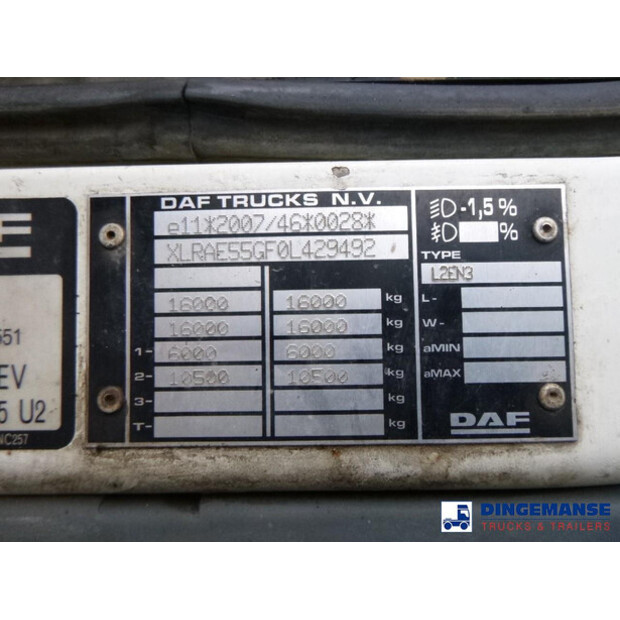 DAF TRUCKS N.V.
e11*2007/46*0028*
XLRAE55GF0L429492
16000 16000 kg
16000 16000 kg
1- 6000 6000 kg
2- 10500 10500 kg
3- kg
T- kg
-1,5%
%
TYPE
L2EN3
L-
W-
aMIN
aMAX
DAF
551
EV
5 U2
NC257
DINGEMANSE
TRUCKS & TRAILERS